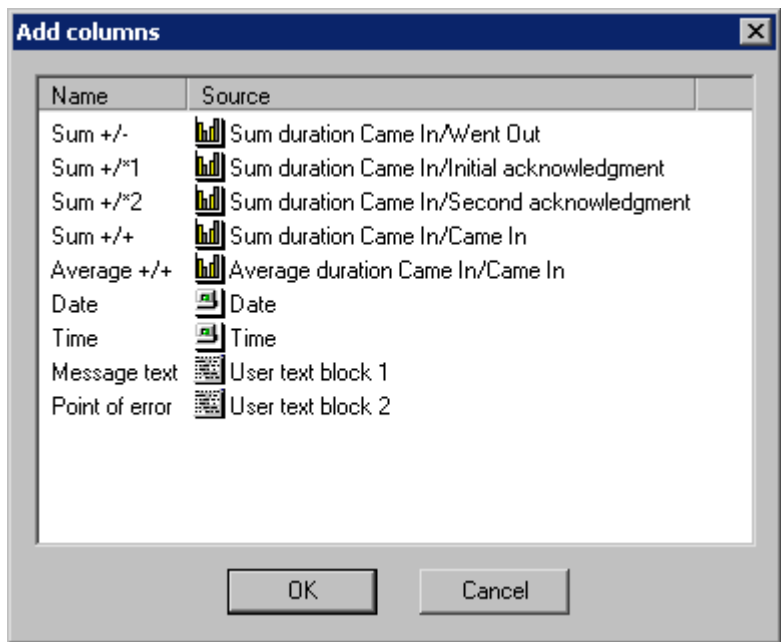 Add columns
Name Source
Sum +/- Sum duration Came In/Went Out
Sum +/*1 Sum duration Came In/Initial acknowledgment
Sum +/*2 Sum duration Came In/Second acknowledgment
Sum +/+ Sum duration Came In/Came In
Average +/+ Average duration Came In/Came In
Date Date
Time Time
Message text User text block 1
Point of error User text block 2
OK Cancel